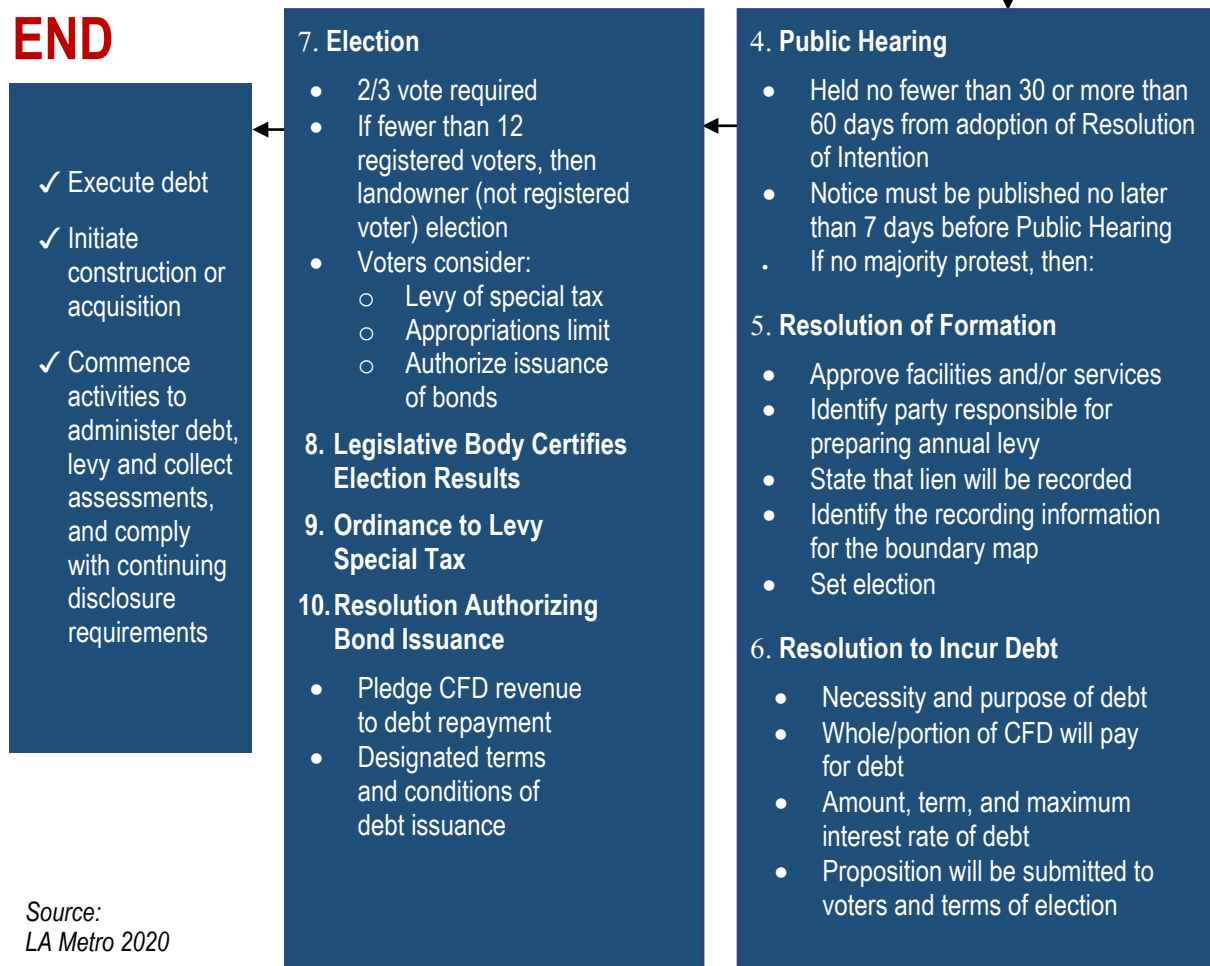 END
✓ Execute debt
✓ Initiate
construction or
acquisition
✓ Commence
activities to
administer debt,
levy and collect
assessments,
and comply
with continuing
disclosure
requirements
Source:
LA Metro 2020
7. Election
• 2/3 vote required
• If fewer than 12
registered voters, then
landowner (not registered
voter) election
• Voters consider:
o Levy of special tax
o Appropriations limit
o Authorize issuance
of bonds
8. Legislative Body Certifies
Election Results
9. Ordinance to Levy
Special Tax
10. Resolution Authorizing
Bond Issuance
• Pledge CFD revenue
to debt repayment
• Designated terms
and conditions of
debt issuance
4. Public Hearing
• Held no fewer than 30 or more than
60 days from adoption of Resolution
of Intention
• Notice must be published no later
than 7 days before Public Hearing
• If no majority protest, then:
5. Resolution of Formation
• Approve facilities and/or services
• Identify party responsible for
preparing annual levy
• State that lien will be recorded
• Identify the recording information
for the boundary map
• Set election
6. Resolution to Incur Debt
• Necessity and purpose of debt
• Whole/portion of CFD will pay
for debt
• Amount, term, and maximum
interest rate of debt
• Proposition will be submitted to
voters and terms of election